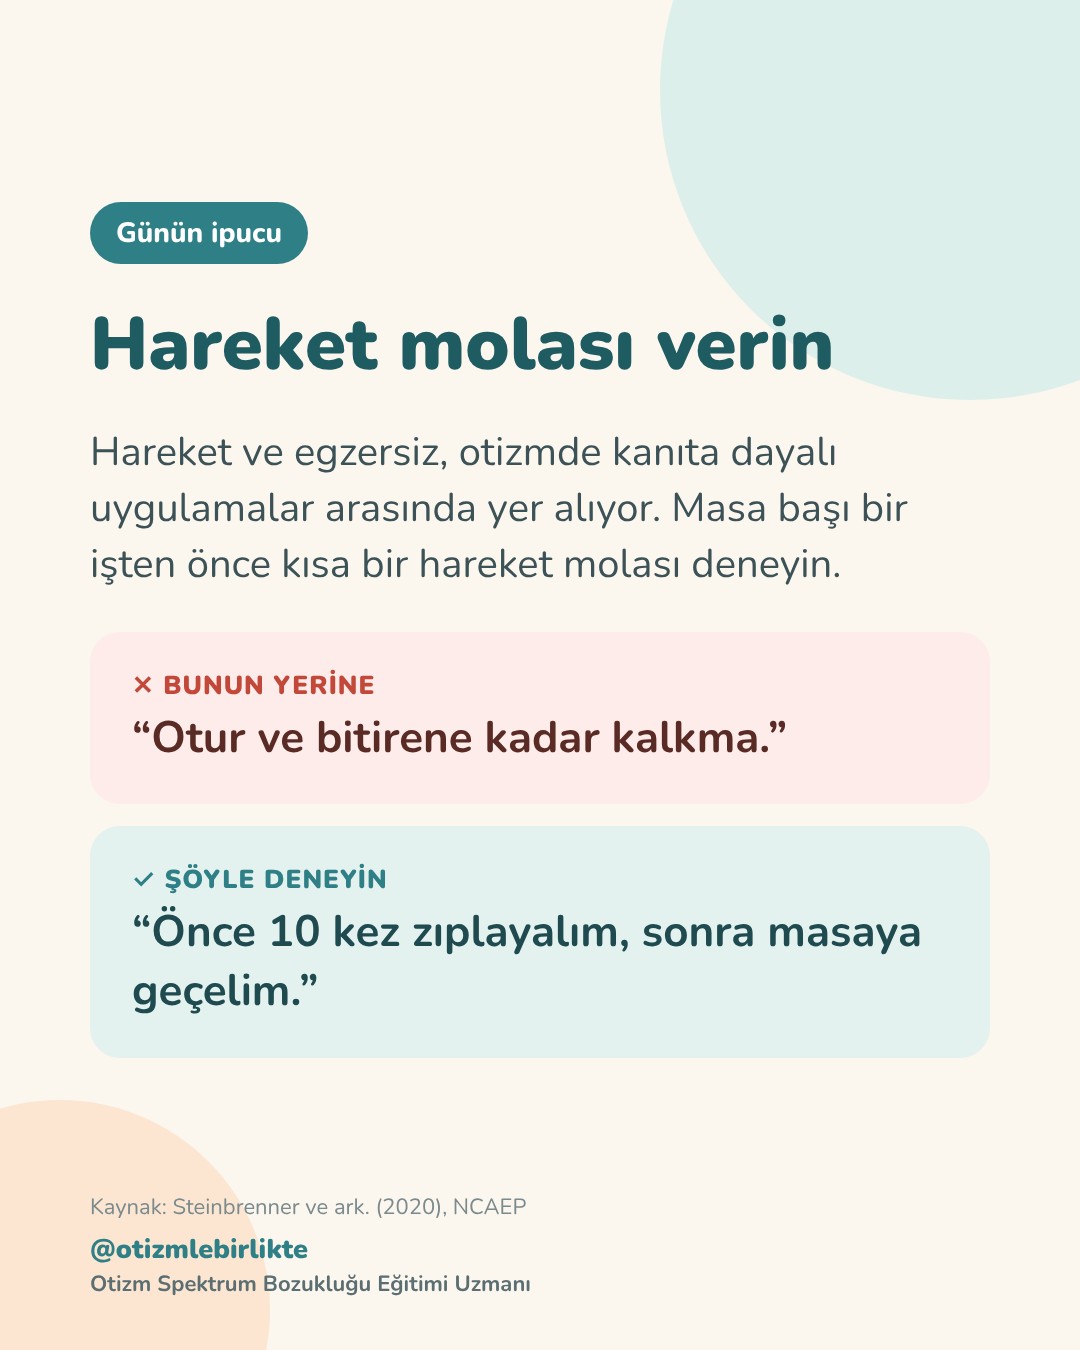 Günün ipucu
Hareket molası verin
Hareket ve egzersiz, otizmde kanıta dayalı
uygulamalar arasında yer alıyor. Masa başı bir
işten önce kısa bir hareket molası deneyin.
✕ BUNUN YERİNE
“Otur ve bitirene kadar kalkma.”
✓ ŞÖYLE DENEYİN
“Önce 10 kez zıplayalım, sonra masaya
geçelim.”
Kaynak: Steinbrenner ve ark. (2020), NCAEP
@otizmlebirlikte
Otizm Spektrum Bozukluğu Eğitimi Uzmanı